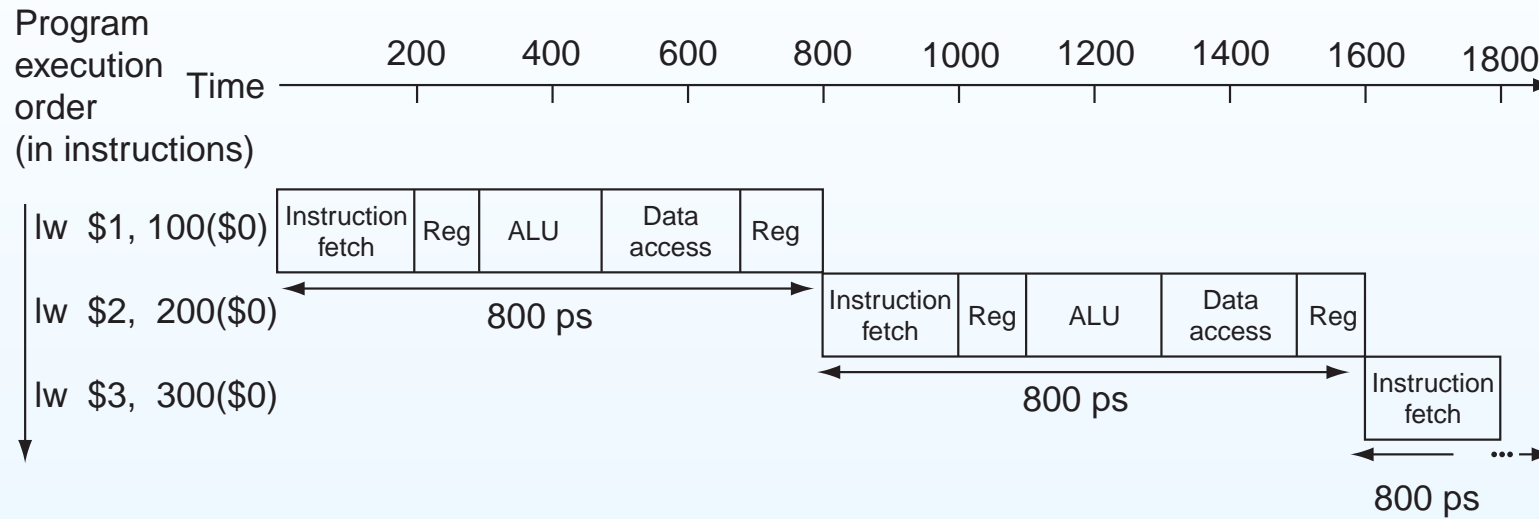 Program
execution
order
(in instructions)
Time
200 400 600 800 1000 1200 1400 1600 1800
lw $1, 100($0)
Instruction
fetch
Reg
ALU
Data
access
Reg
800 ps
lw $2, 200($0)
Instruction
fetch
Reg
ALU
Data
access
Reg
800 ps
lw $3, 300($0)
Instruction
fetch
...
800 ps